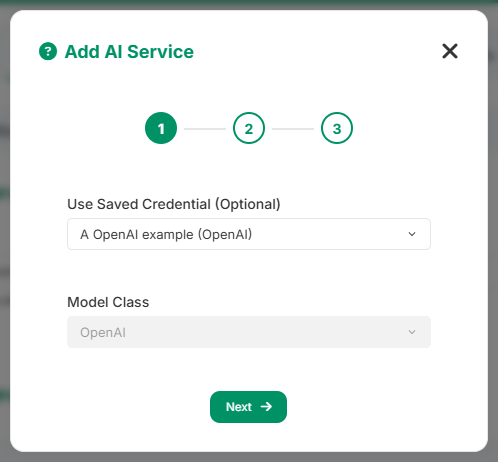 ? Add AI Service
1 2 3
Use Saved Credential (Optional)
A OpenAI example (OpenAI)
Model Class
OpenAI
Next